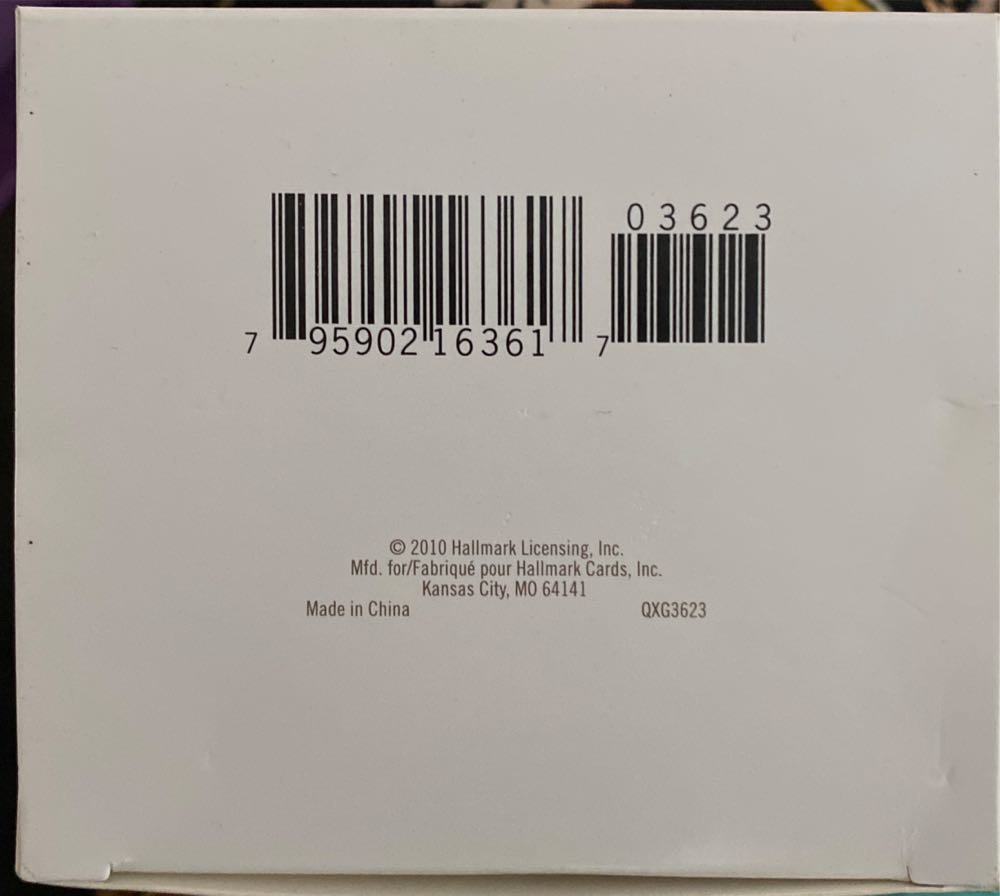 03623
7 95902 16361 7
© 2010 Hallmark Licensing, Inc.
Mfd. for/Fabriqué pour Hallmark Cards, Inc.
Kansas City, MO 64141
Made in China QXG3623